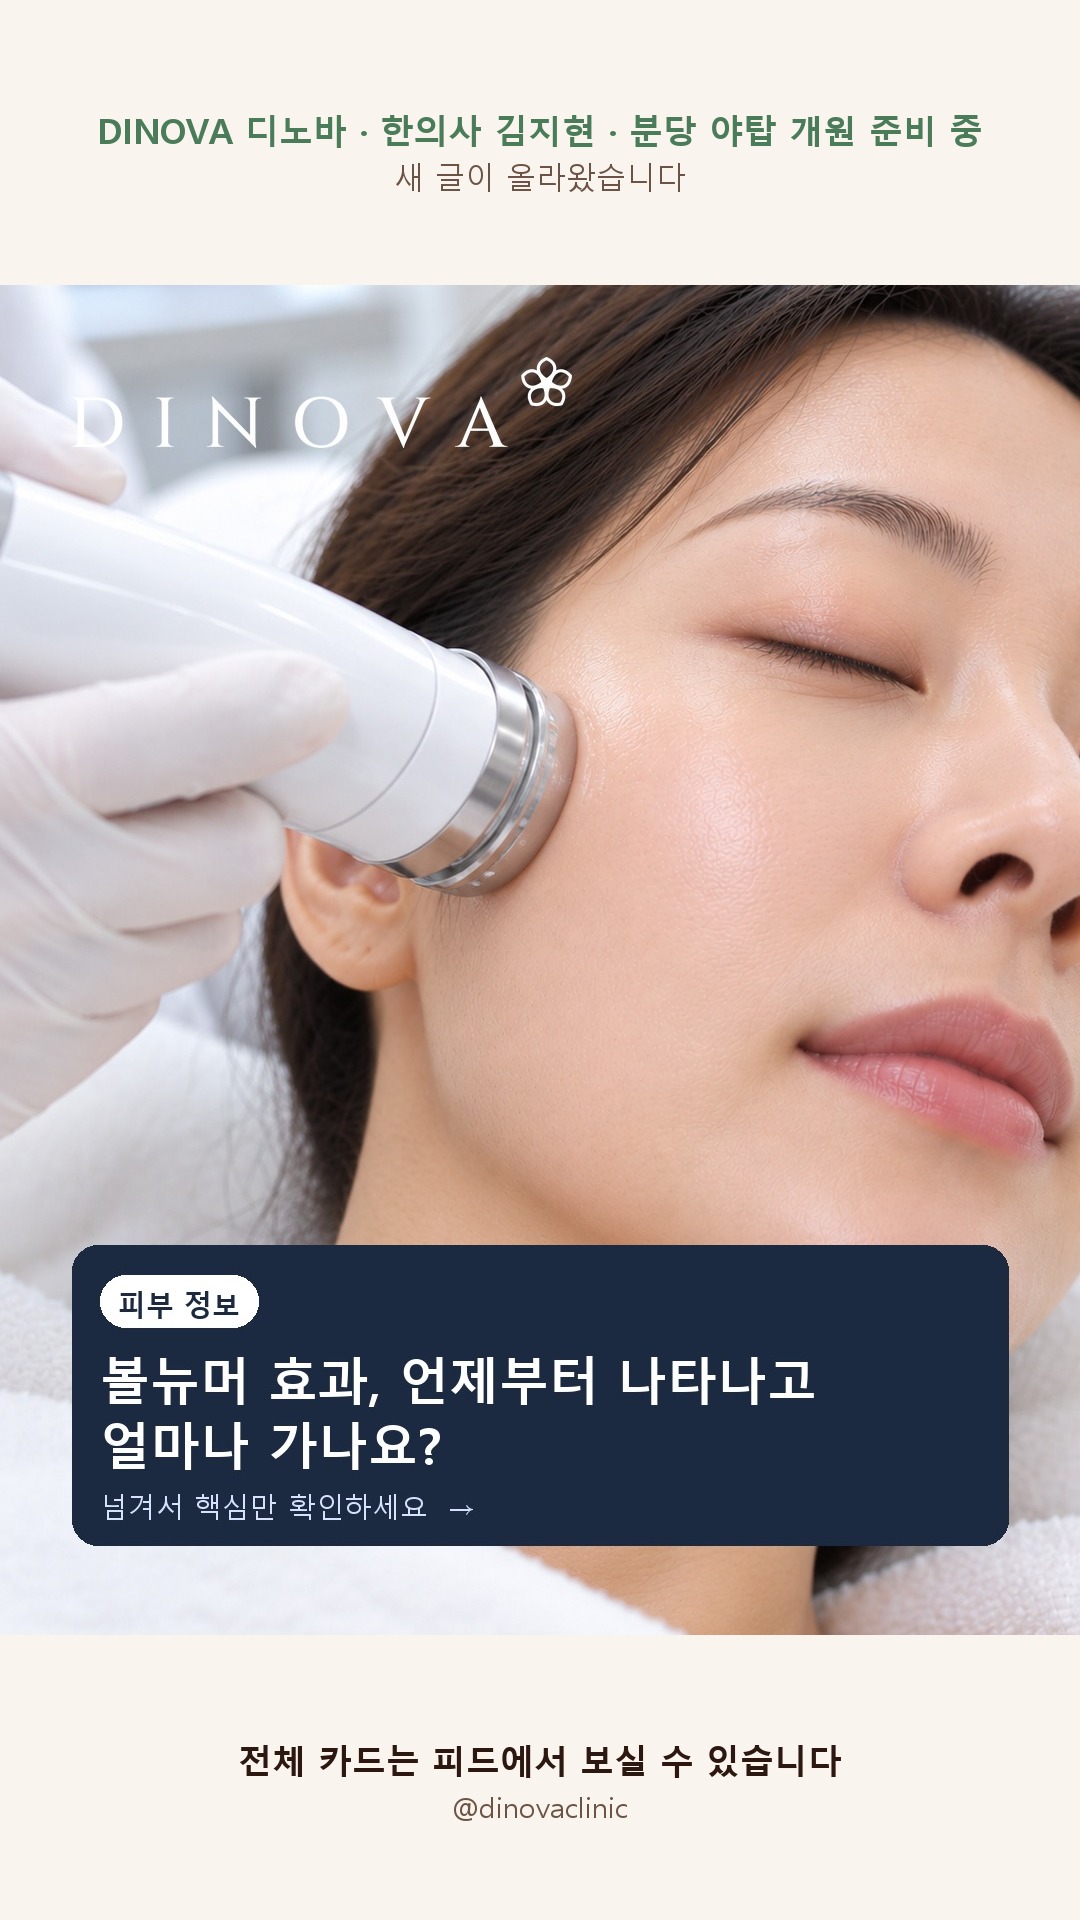 DINOVA 디노바 · 한의사 김지현 · 분당 야탑 개원 준비 중
새 글이 올라왔습니다
DINOVA
피부 정보
볼뉴머 효과, 언제부터 나타나고
얼마나 가나요?
넘겨서 핵심만 확인하세요 →
전체 카드는 피드에서 보실 수 있습니다
@dinovaclinic